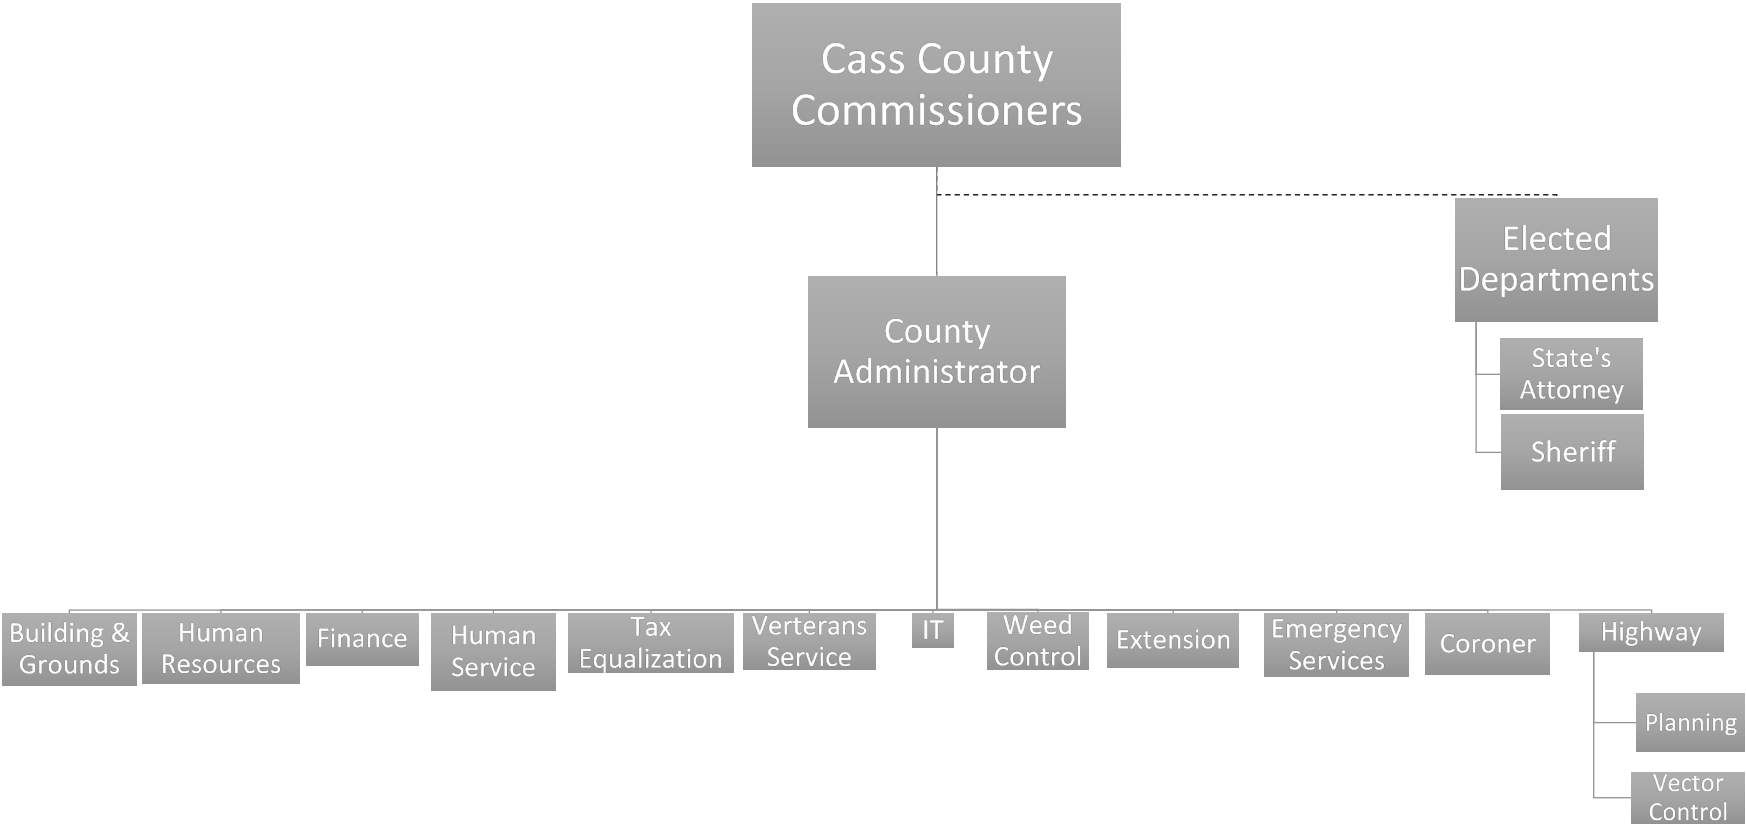 Cass County
Commissioners
Elected
Departments
County
Administrator
State's
Attorney
Sheriff
Building &
Grounds
Human
Resources
Finance
Human
Service
Tax
Equalization
Verterans
Service
IT
Weed
Control
Extension
Emergency
Services
Coroner
Highway
Planning
Vector
Control